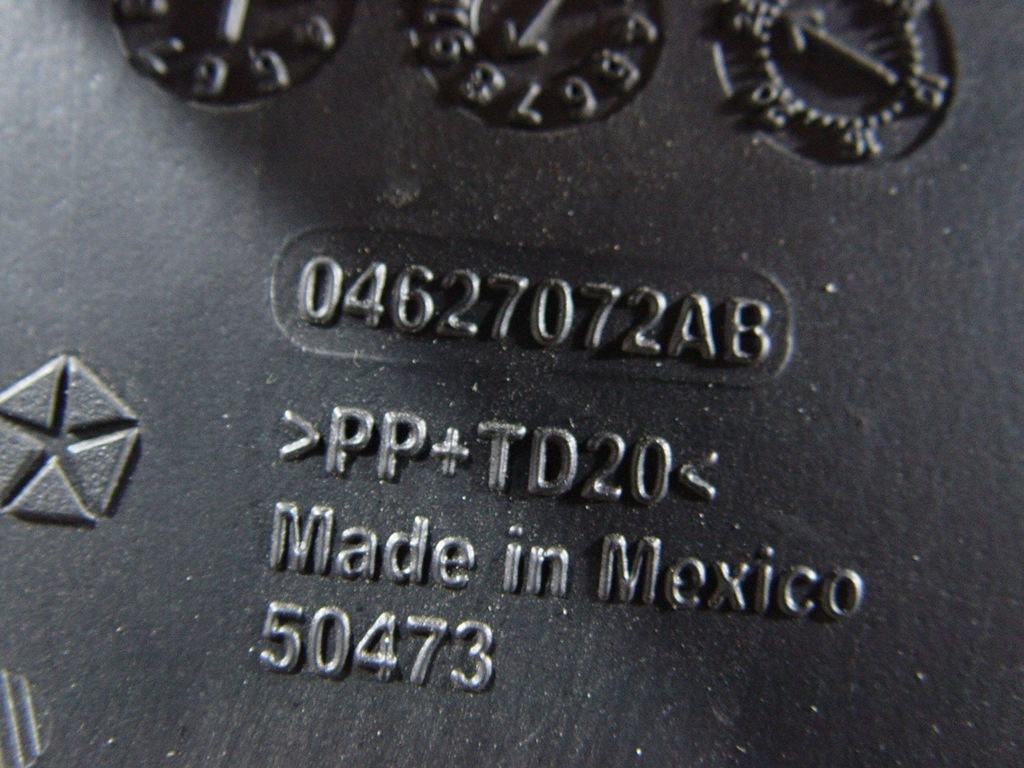 04627072AB
>PP+TD20<
Made in Mexico
50473